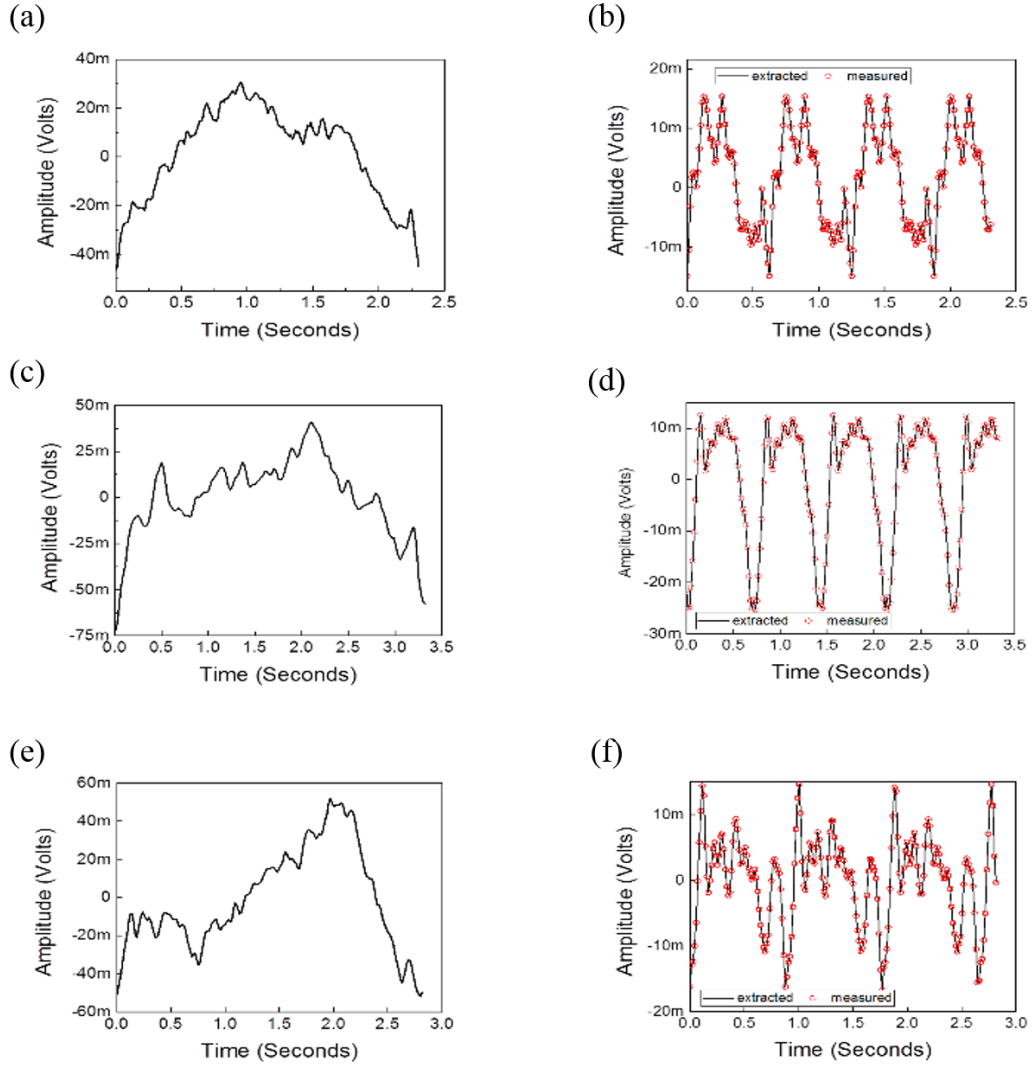 (a)
(b)
40m
20m
0
-20m
-40m
Amplitude (Volts)
0.0 0.5 1.0 1.5 2.0 2.5
Time (Seconds)
extracted measured
20m
10m
0
-10m
Amplitude (Volts)
0.0 0.5 1.0 1.5 2.0 2.5
Time (Seconds)
(c)
(d)
50m
25m
0
-25m
-50m
-75m
Amplitude (Volts)
0.0 0.5 1.0 1.5 2.0 2.5 3.0 3.5
Time (Seconds)
10m
0
-10m
-20m
-30m
Amplitude (Volts)
extracted measured
0.0 0.5 1.0 1.5 2.0 2.5 3.0 3.5
Time (Seconds)
(e)
(f)
60m
40m
20m
0
-20m
-40m
-60m
Amplitude (Volts)
0.0 0.5 1.0 1.5 2.0 2.5 3.0
Time (Seconds)
10m
0
-10m
-20m
Amplitude (Volts)
extracted measured
0.0 0.5 1.0 1.5 2.0 2.5 3.0
Time (Seconds)